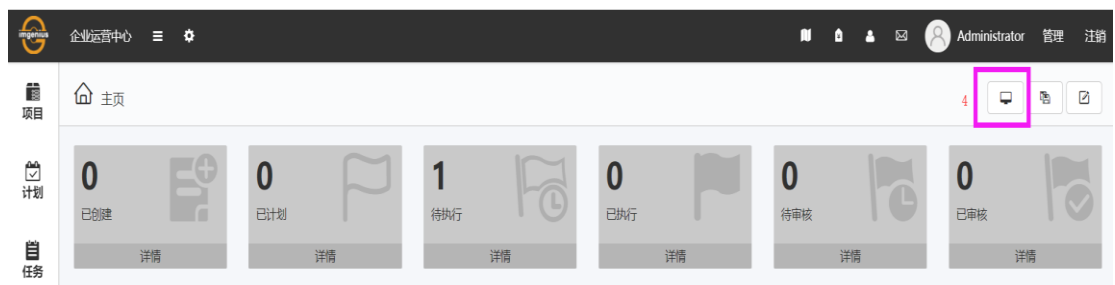 imgenius
企业运营中心
Administrator 管理 注销
项目
主页
4
计划
0
已创建
详情
0
已计划
详情
1
待执行
详情
0
已执行
详情
0
待审核
详情
0
已审核
详情
任务